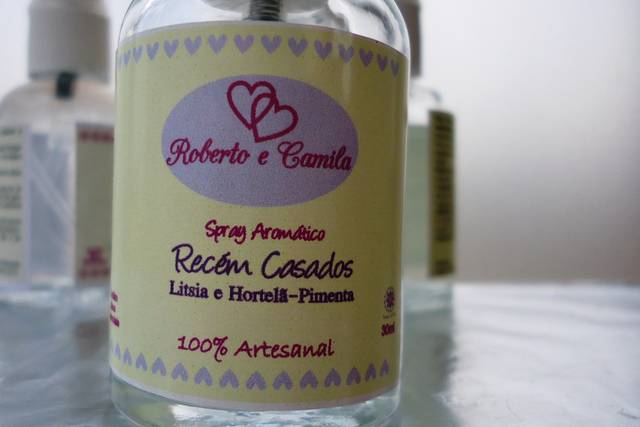 Roberto e Camila
Spray Aromático
Recém Casados
Litsia e Hortelã-Pimenta
30ml
100% Artesanal